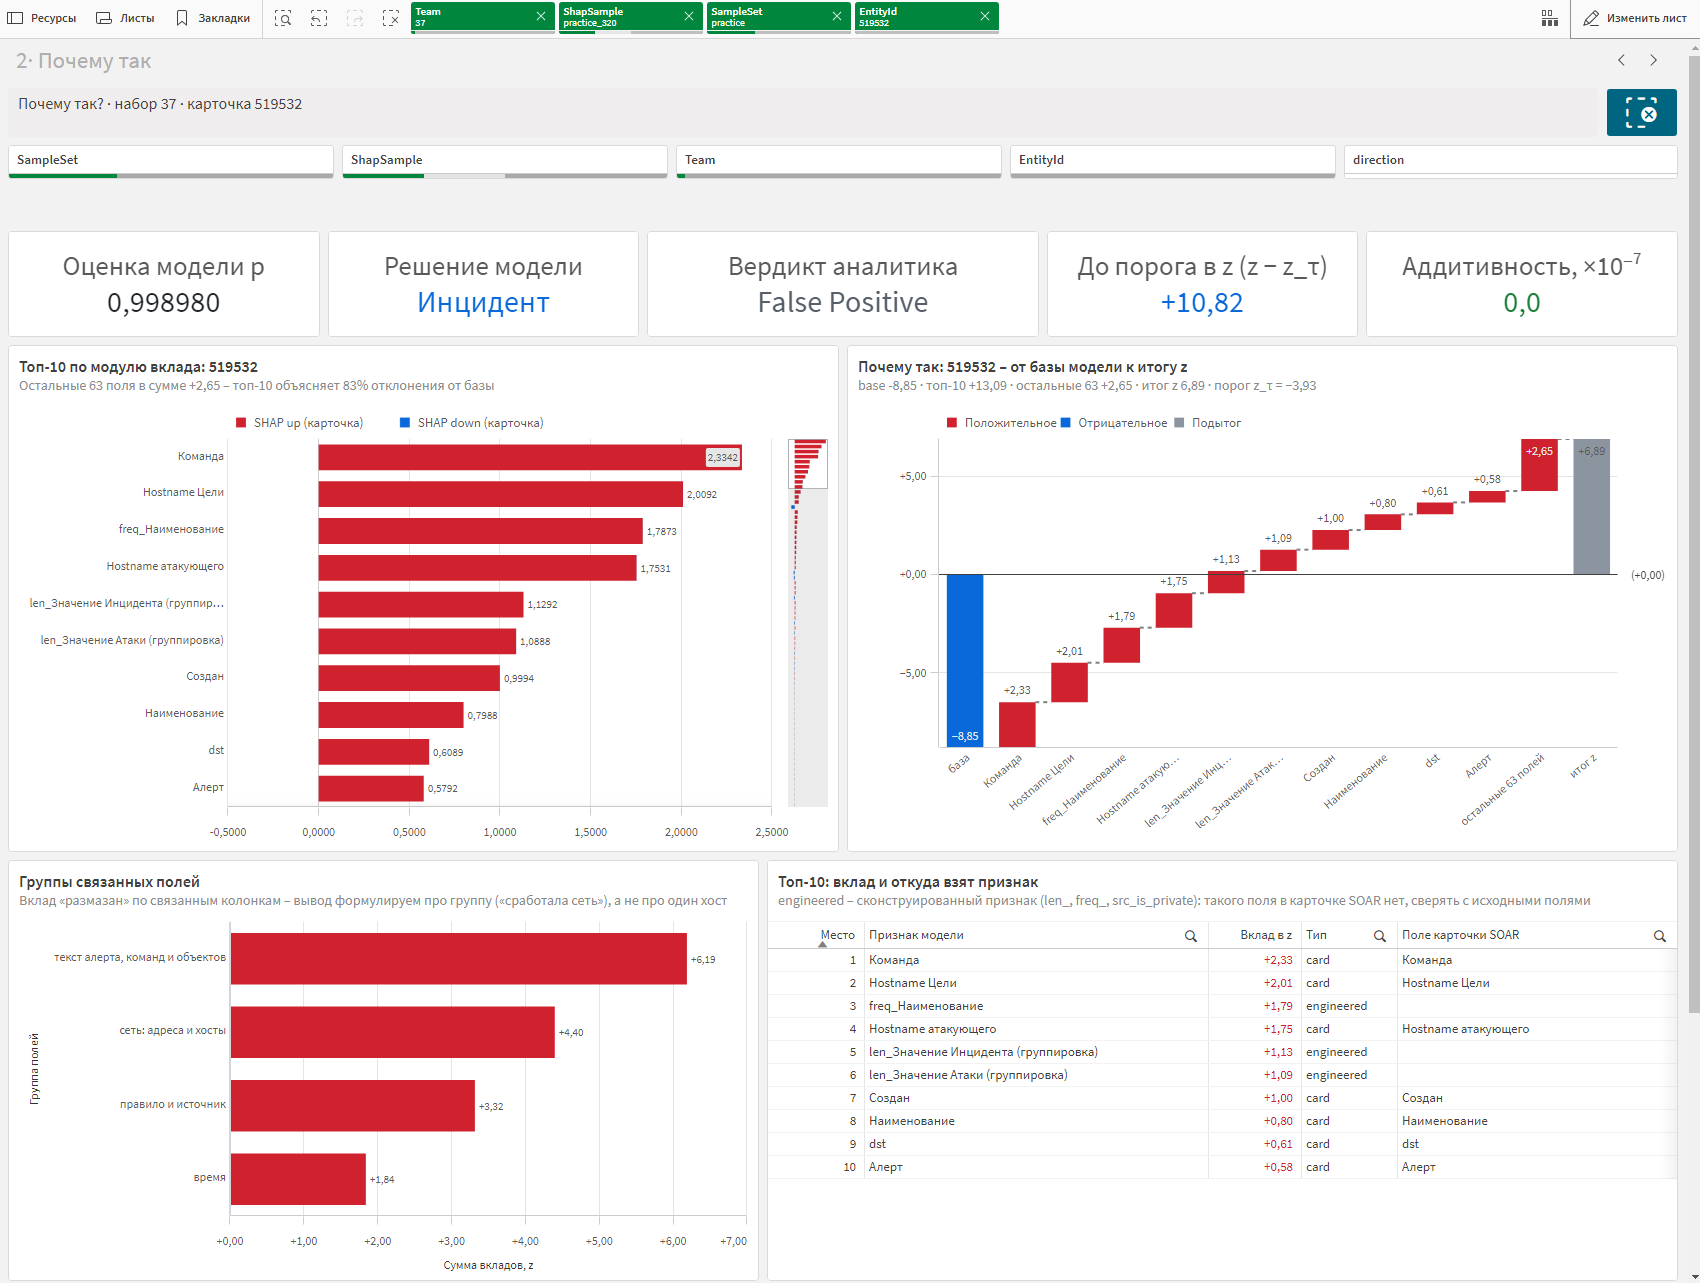 Ресурсы
Листы
Закладки
Team
37
ShapSample
practice_320
SampleSet
practice
EntityId
519532
Изменить лист
2· Почему так
Почему так? · набор 37 · карточка 519532
SampleSet
ShapSample
Team
EntityId
direction
Оценка модели p
0,998980
Решение модели
Инцидент
Вердикт аналитика
False Positive
До порога в z (z − z_τ)
+10,82
Аддитивность, ×10⁻⁷
0,0
Топ-10 по модулю вклада: 519532
Остальные 63 поля в сумме +2,65 – топ-10 объясняет 83% отклонения от базы
SHAP up (карточка)
SHAP down (карточка)
Команда
2,3342
Hostname Цели
2,0092
freq_Наименование
1,7873
Hostname атакующего
1,7531
len_Значение Инцидента (группир...
1,1292
len_Значение Атаки (группировка)
1,0888
Создан
0,9994
Наименование
0,7988
dst
0,6089
Алерт
0,5792
-0,5000
0,0000
0,5000
1,0000
1,5000
2,0000
2,5000
Почему так: 519532 – от базы модели к итогу z
base -8,85 · топ-10 +13,09 · остальные 63 +2,65 · итог z 6,89 · порог z_τ = −3,93
Положительное
Отрицательное
Подытог
+5,00
+0,00
−5,00
(+0,00)
−8,85
+2,33
+2,01
+1,79
+1,75
+1,13
+1,09
+1,00
+0,80
+0,61
+0,58
+2,65
+6,89
база
Команда
Hostname Цели
freq_Наименование
Hostname атакую...
len_Значение Инц...
len_Значение Атак...
Создан
Наименование
dst
Алерт
остальные 63 полей
итог z
Группы связанных полей
Вклад «размазан» по связанным колонкам – вывод формулируем про группу («сработала сеть»), а не про один хост
Группа полей
текст алерта, команд и объектов
+6,19
сеть: адреса и хосты
+4,40
правило и источник
+3,32
время
+1,84
+0,00
+1,00
+2,00
+3,00
+4,00
+5,00
+6,00
+7,00
Сумма вкладов, z
Топ-10: вклад и откуда взят признак
engineered – сконструированный признак (len_, freq_, src_is_private): такого поля в карточке SOAR нет, сверять с исходными полями
Место Признак модели Вклад в z Тип Поле карточки SOAR
1 Команда +2,33 card Команда
2 Hostname Цели +2,01 card Hostname Цели
3 freq_Наименование +1,79 engineered
4 Hostname атакующего +1,75 card Hostname атакующего
5 len_Значение Инцидента (группировка) +1,13 engineered
6 len_Значение Атаки (группировка) +1,09 engineered
7 Создан +1,00 card Создан
8 Наименование +0,80 card Наименование
9 dst +0,61 card dst
10 Алерт +0,58 card Алерт